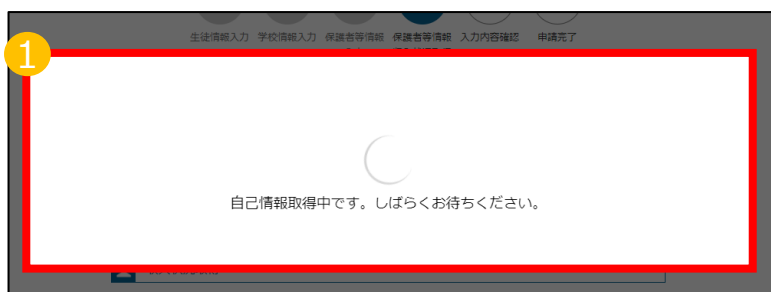 生徒情報入力 学校情報入力 保護者等情報 保護者等情報 入力内容確認 申請完了
1
自己情報取得中です。しばらくお待ちください。